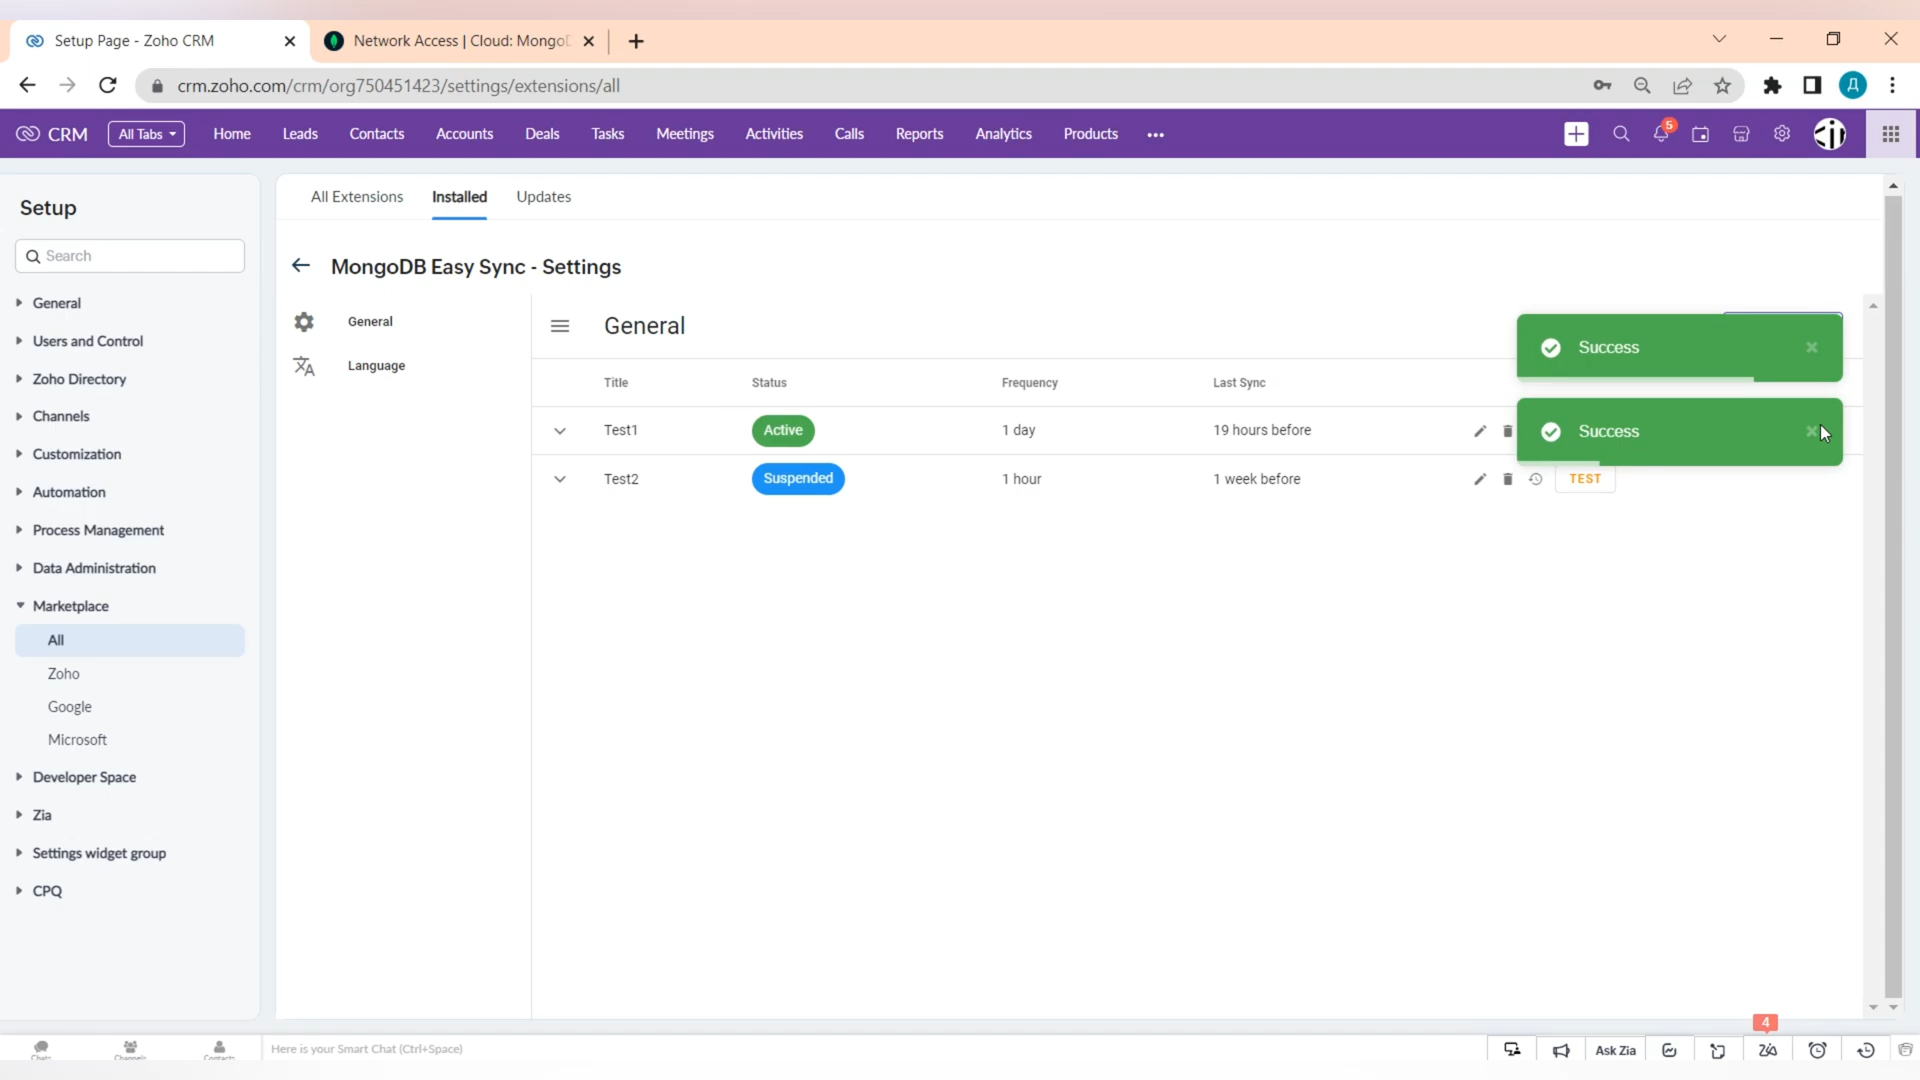 Setup Page - Zoho CRM
Network Access | Cloud: Mongo
crm.zoho.com/crm/org750451423/settings/extensions/all
Д
CRM
All Tabs
Home
Leads
Contacts
Accounts
Deals
Tasks
Meetings
Activities
Calls
Reports
Analytics
Products
5
Setup
Search
General
Users and Control
Zoho Directory
Channels
Customization
Automation
Process Management
Data Administration
Marketplace
All
Zoho
Google
Microsoft
Developer Space
Zia
Settings widget group
CPQ
All Extensions
Installed
Updates
MongoDB Easy Sync - Settings
General
Language
General
Title
Status
Frequency
Last Sync
Test1
Active
1 day
19 hours before
Test2
Suspended
1 hour
1 week before
TEST
Success
Success
Chats
Channels
Contacts
Here is your Smart Chat (Ctrl+Space)
Ask Zia
4